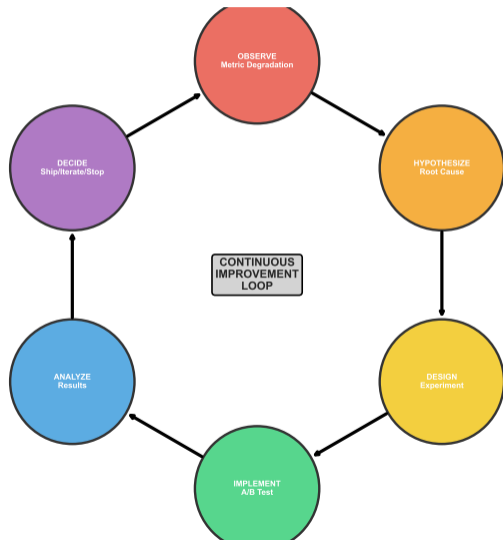 OBSERVE
Metric Degradation
DECIDE
Ship/Iterate/Stop
HYPOTHESIZE
Root Cause
CONTINUOUS
IMPROVEMENT
LOOP
ANALYZE
Results
DESIGN
Experiment
IMPLEMENT
A/B Test